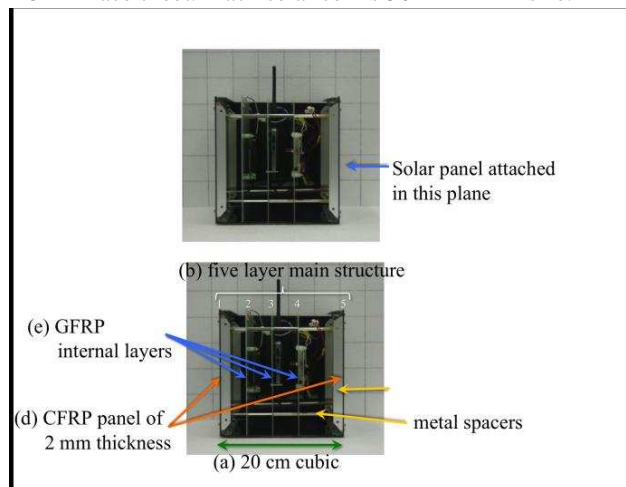 Solar panel attached
in this plane
(b) five layer main structure
1 2 3 4 5
(e) GFRP
internal layers
(d) CFRP panel of
2 mm thickness
metal spacers
(a) 20 cm cubic